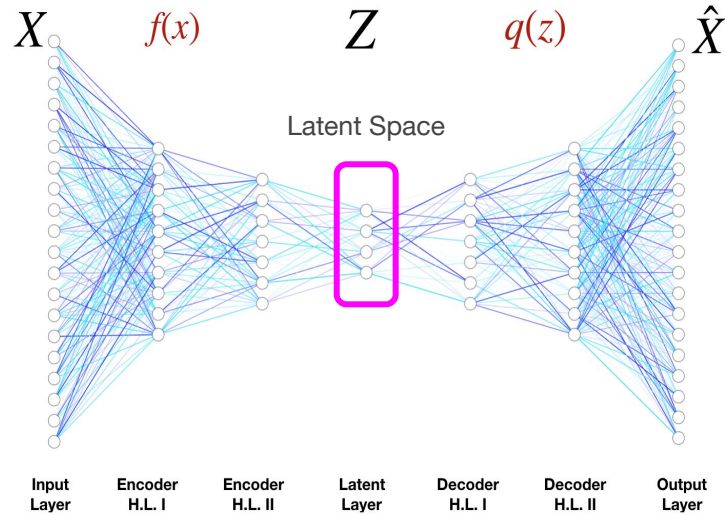 X f(x) Z q(z) X̂
Latent Space
Input Encoder Encoder Latent Decoder Decoder Output
Layer H.L. I H.L. II Layer H.L. I H.L. II Layer